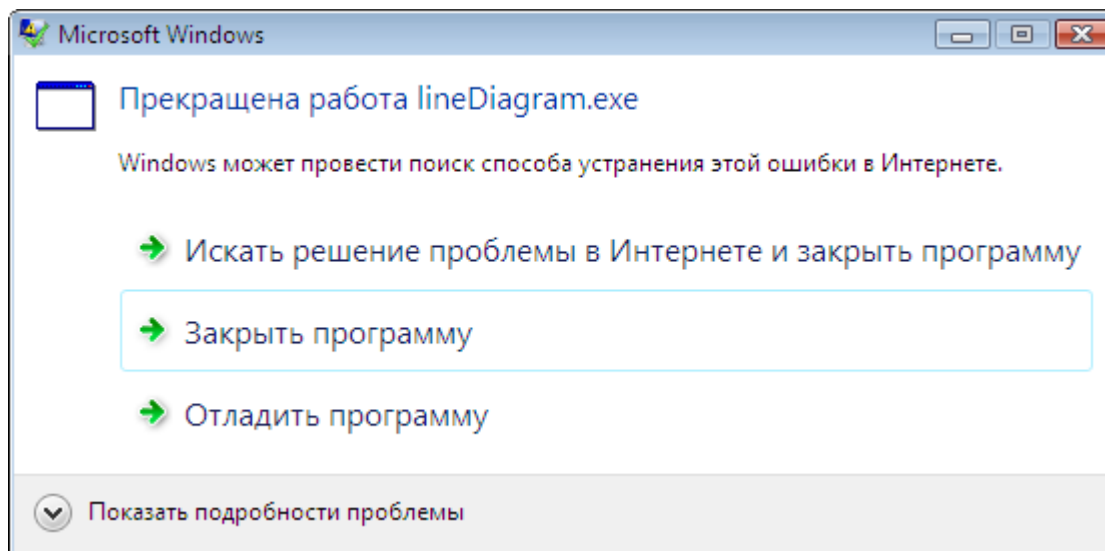 Microsoft Windows
Прекращена работа lineDiagram.exe
Windows может провести поиск способа устранения этой ошибки в Интернете.
Искать решение проблемы в Интернете и закрыть программу
Закрыть программу
Отладить программу
Показать подробности проблемы